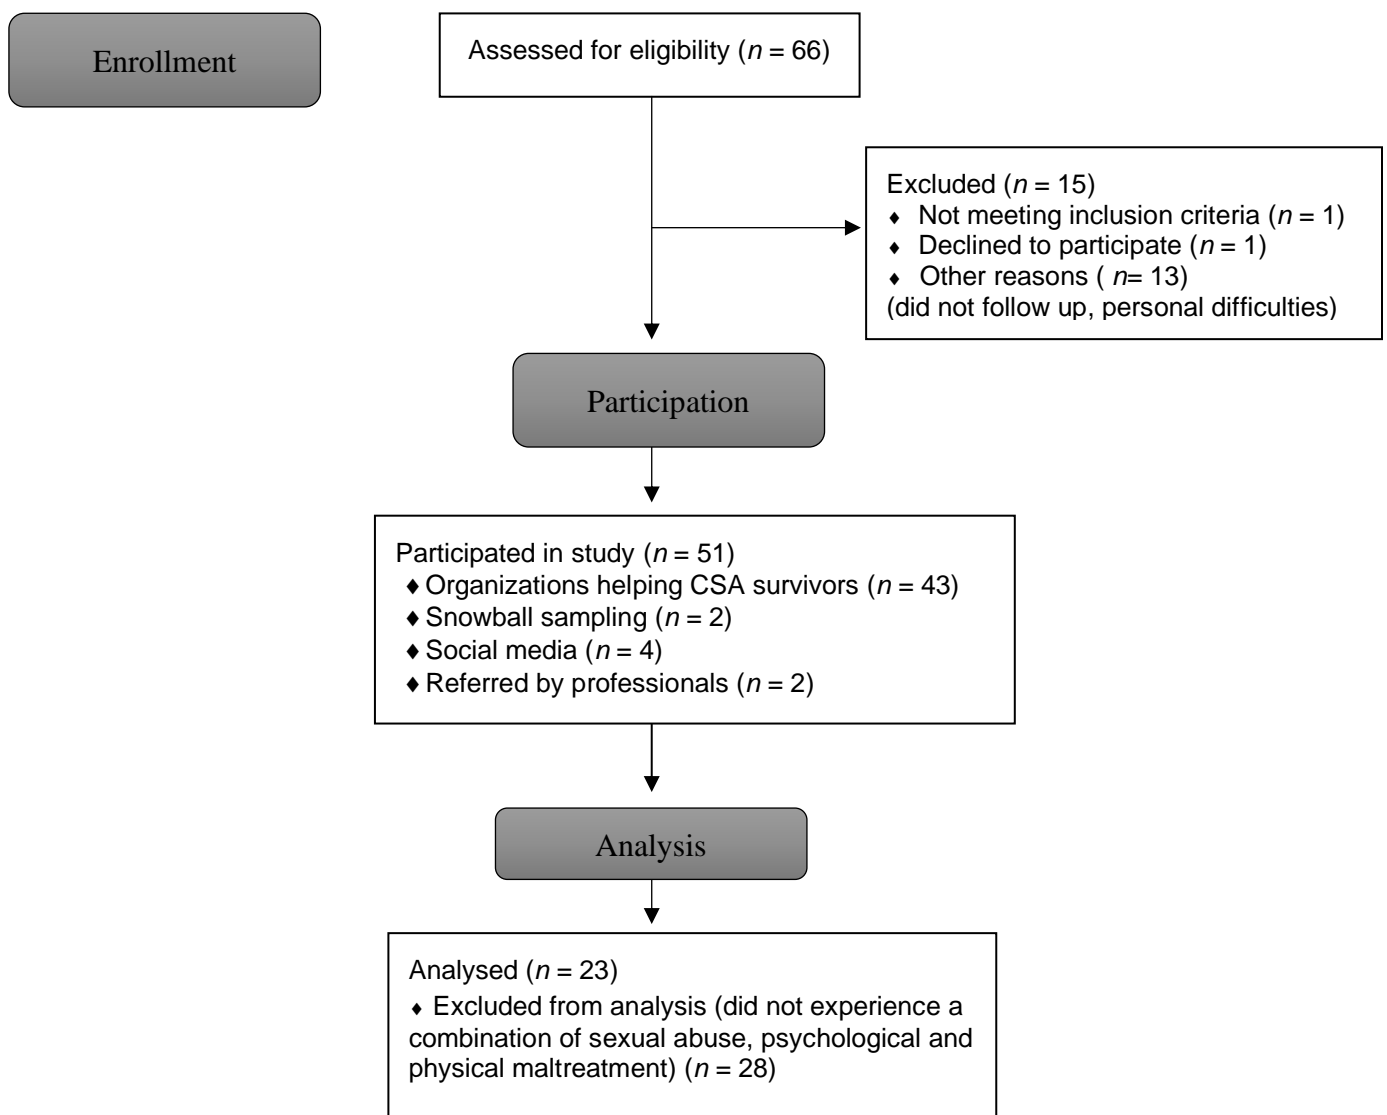 Enrollment
Assessed for eligibility (n = 66)
Excluded (n = 15)
♦ Not meeting inclusion criteria (n = 1)
♦ Declined to participate (n = 1)
♦ Other reasons ( n= 13)
(did not follow up, personal difficulties)
Participation
Participated in study (n = 51)
♦ Organizations helping CSA survivors (n = 43)
♦ Snowball sampling (n = 2)
♦ Social media (n = 4)
♦ Referred by professionals (n = 2)
Analysis
Analysed (n = 23)
♦ Excluded from analysis (did not experience a
combination of sexual abuse, psychological and
physical maltreatment) (n = 28)